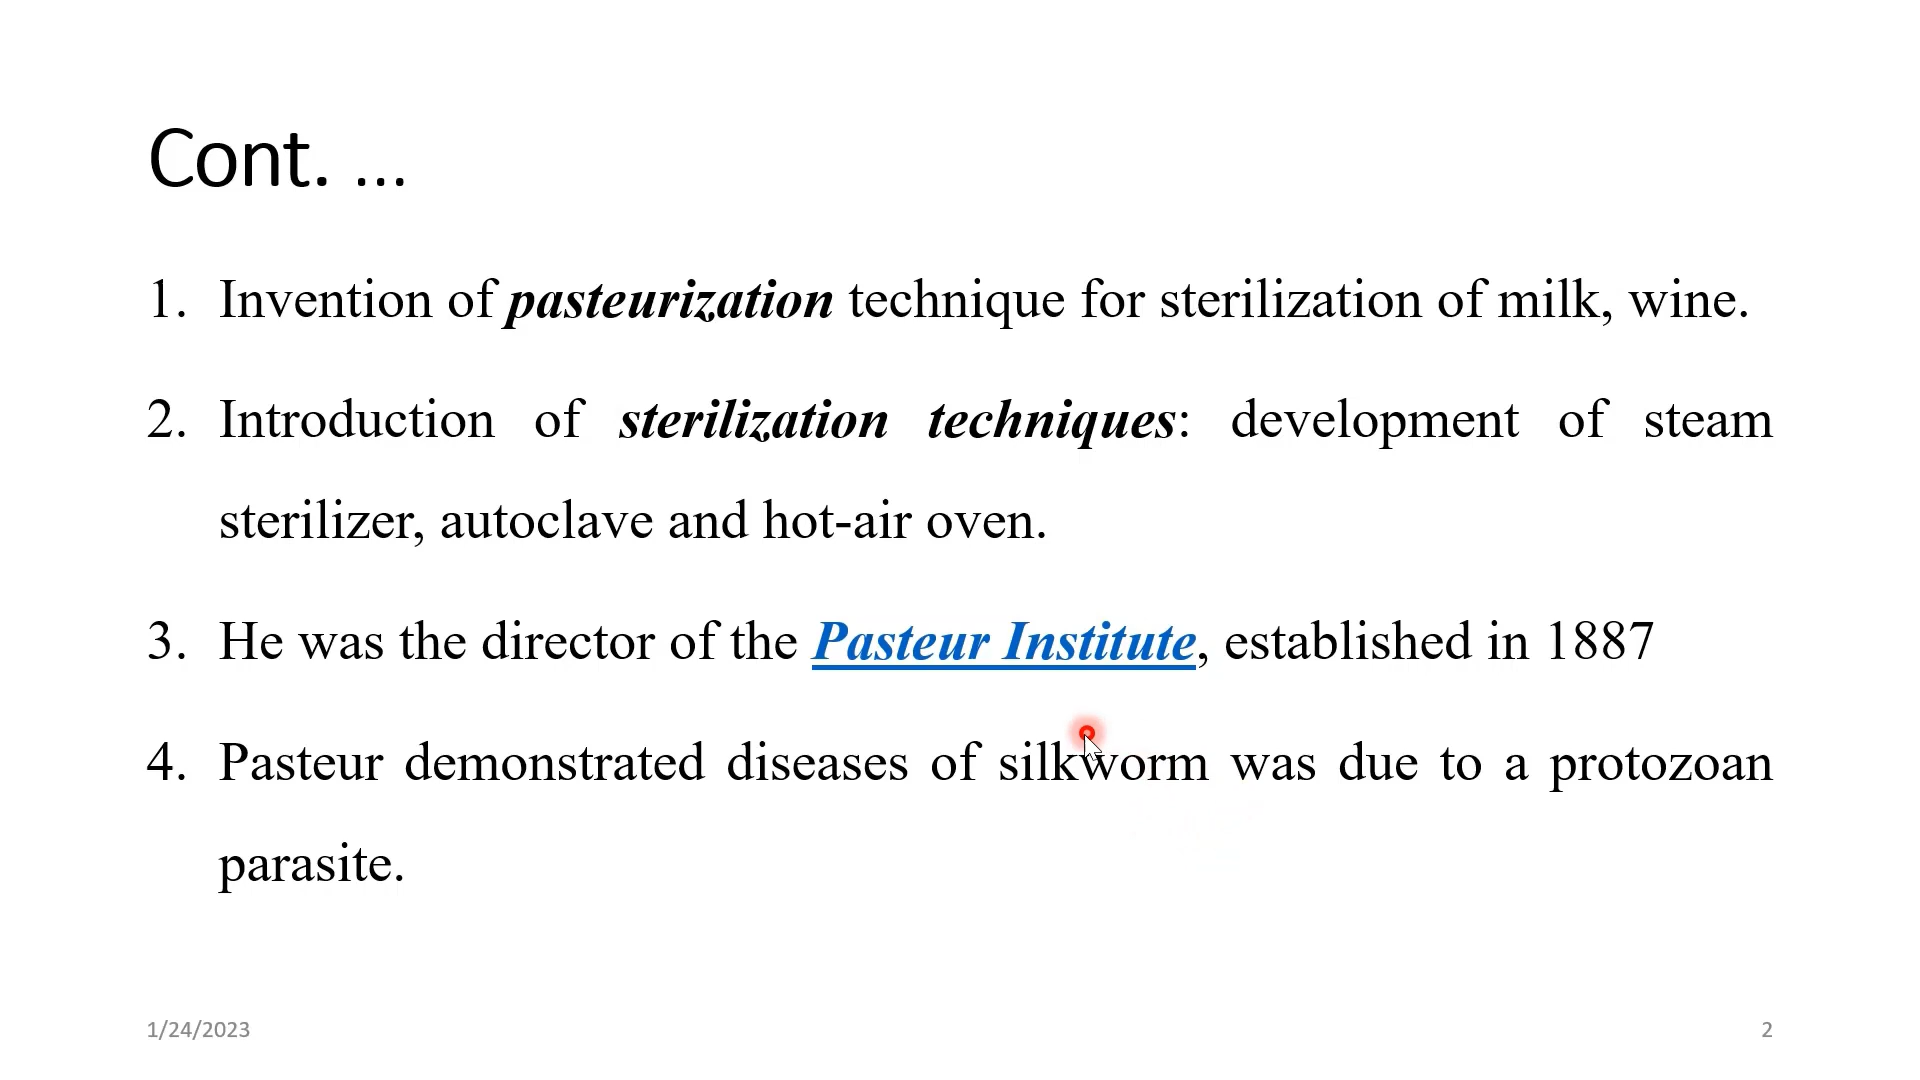 Cont. ...
1. Invention of pasteurization technique for sterilization of milk, wine.
2. Introduction of sterilization techniques: development of steam
sterilizer, autoclave and hot-air oven.
3. He was the director of the Pasteur Institute, established in 1887
4. Pasteur demonstrated diseases of silkworm was due to a protozoan
parasite.
1/24/2023
2